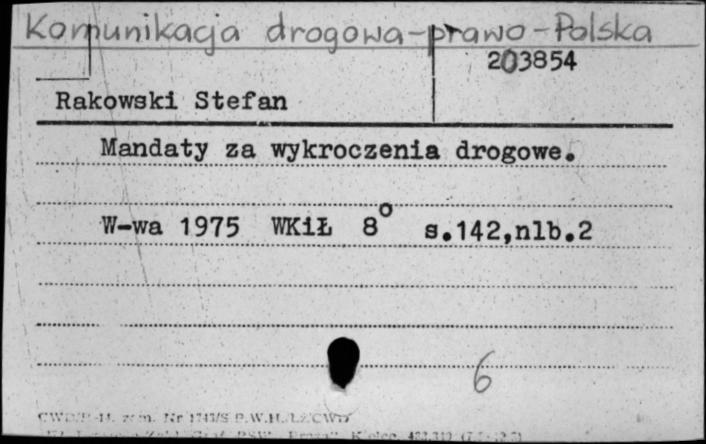 Komunikacja drogowa-prawo-Polska
203854
Rakowski Stefan
Mandaty za wykroczenia drogowe.
W-wa 1975 WKiŁ 8° s.142,nlb.2
6